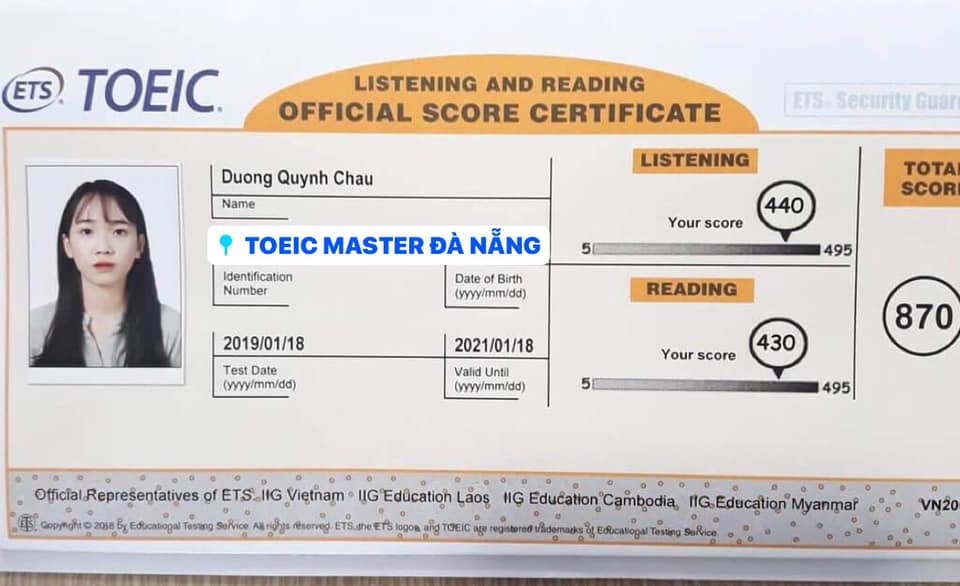 ETS TOEIC.
LISTENING AND READING
OFFICIAL SCORE CERTIFICATE
ETS Security Guard
Duong Quynh Chau
Name
TOEIC MASTER ĐÀ NẴNG
Identification
Number
Date of Birth
(yyyy/mm/dd)
2019/01/18
Test Date
(yyyy/mm/dd)
2021/01/18
Valid Until
(yyyy/mm/dd)
LISTENING
Your score
440
5
495
READING
Your score
430
5
495
TOTAL
SCORE
870
Official Representatives of ETS. IIG Vietnam · IIG Education Laos IIG Education Cambodia IIG Education Myanmar
VN20
ETS Copyright © 2018 by Educational Testing Service. All rights reserved. ETS, the ETS logos, and TOEIC are registered trademarks of Educational Testing Service.